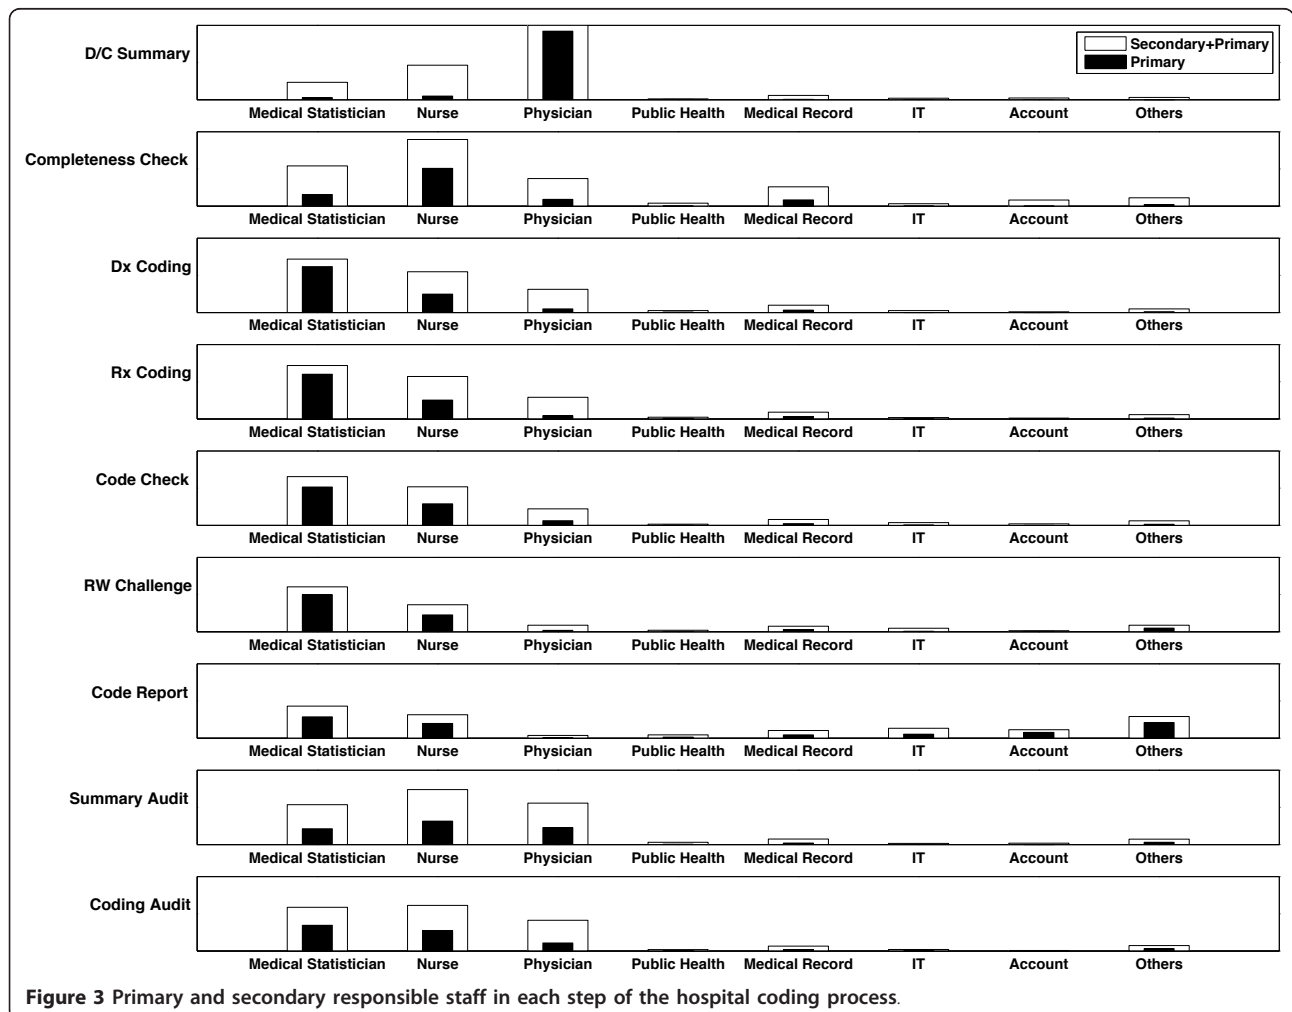 D/C Summary
Secondary+Primary
Primary
Medical Statistician Nurse Physician Public Health Medical Record IT Account Others
Completeness Check
Medical Statistician Nurse Physician Public Health Medical Record IT Account Others
Dx Coding
Medical Statistician Nurse Physician Public Health Medical Record IT Account Others
Rx Coding
Medical Statistician Nurse Physician Public Health Medical Record IT Account Others
Code Check
Medical Statistician Nurse Physician Public Health Medical Record IT Account Others
RW Challenge
Medical Statistician Nurse Physician Public Health Medical Record IT Account Others
Code Report
Medical Statistician Nurse Physician Public Health Medical Record IT Account Others
Summary Audit
Medical Statistician Nurse Physician Public Health Medical Record IT Account Others
Coding Audit
Medical Statistician Nurse Physician Public Health Medical Record IT Account Others
Figure 3 Primary and secondary responsible staff in each step of the hospital coding process.